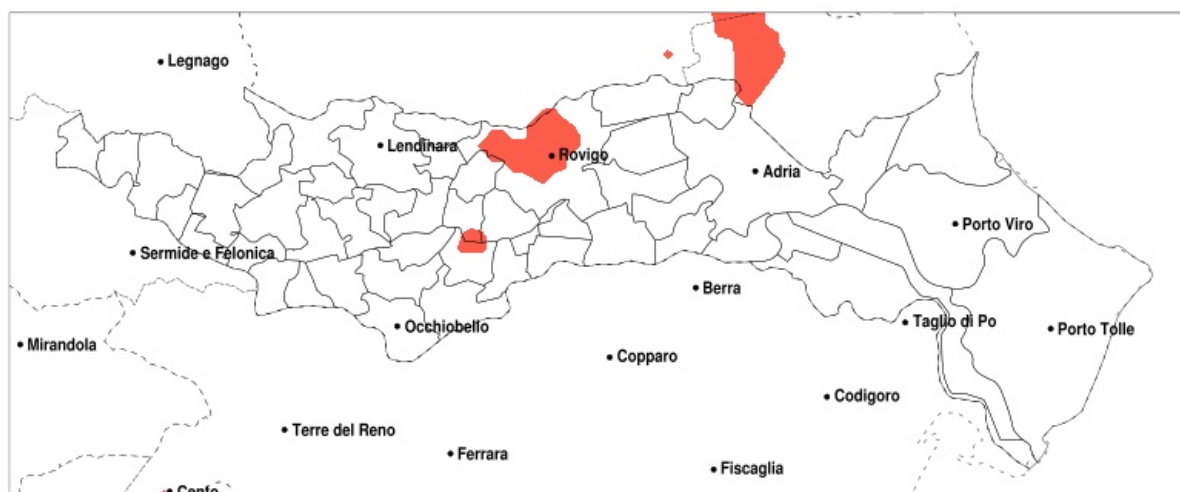 Legnago
Lendinara
Rovigo
Adria
Porto Viro
Sermide e Felonica
Berra
Occhiobello
Taglio di Po
Porto Tolle
Mirandola
Copparo
Codigoro
Terre del Reno
Ferrara
Fiscaglia
Cento